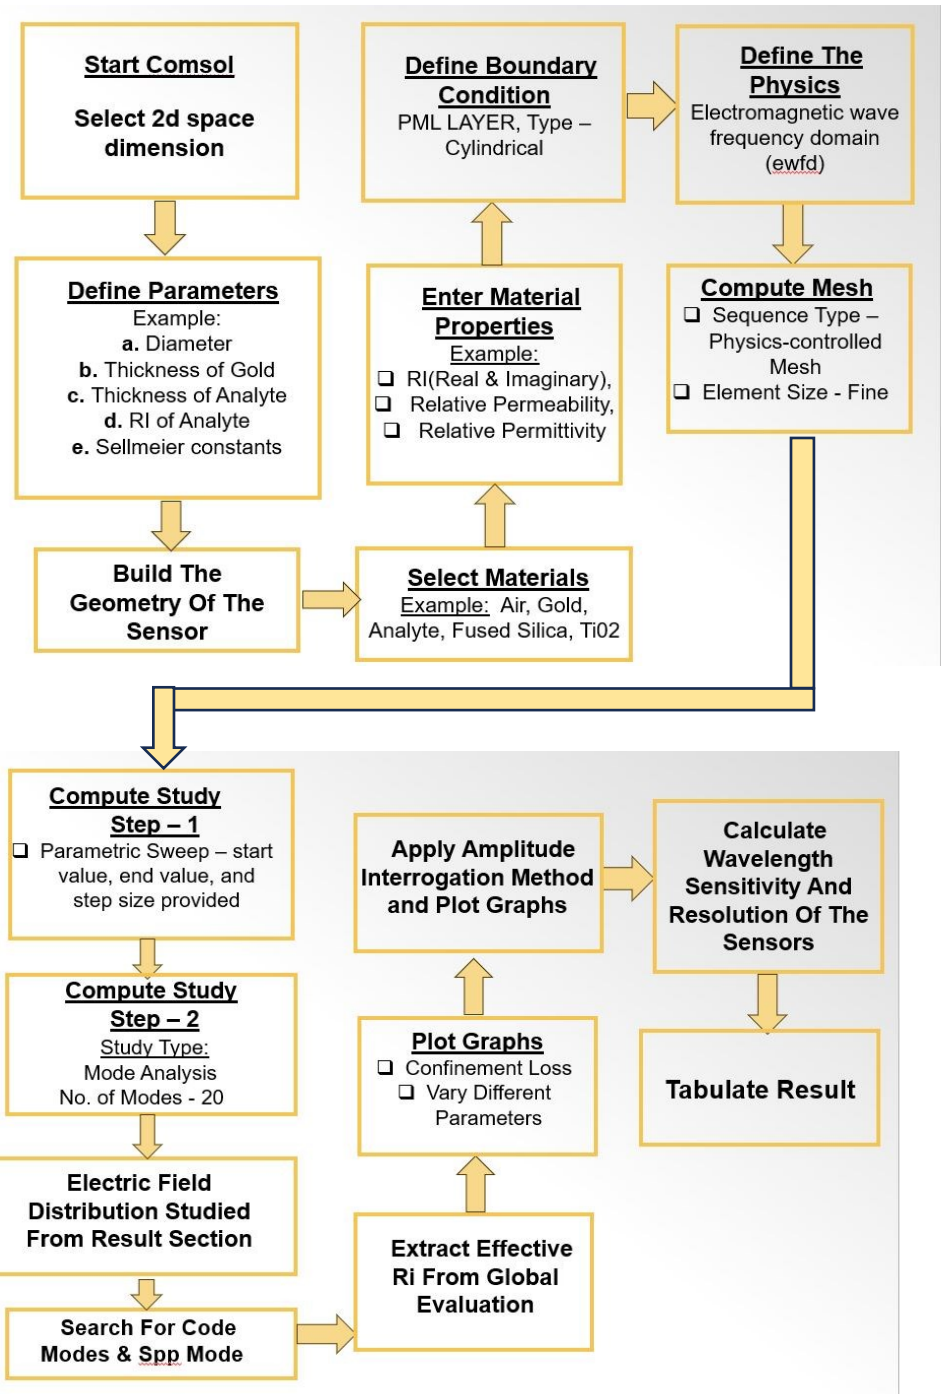 Start Comsol
Select 2d space
dimension
Define Parameters
Example:
a. Diameter
b. Thickness of Gold
c. Thickness of Analyte
d. RI of Analyte
e. Sellmeier constants
Build The
Geometry Of The
Sensor
Select Materials
Example: Air, Gold,
Analyte, Fused Silica, Ti02
Enter Material
Properties
Example:
❑ RI(Real & Imaginary),
❑ Relative Permeability,
❑ Relative Permittivity
Define Boundary
Condition
PML LAYER, Type –
Cylindrical
Define The
Physics
Electromagnetic wave
frequency domain
(ewfd)
Compute Mesh
❑ Sequence Type –
Physics-controlled
Mesh
❑ Element Size - Fine
Compute Study
Step – 1
❑ Parametric Sweep – start
value, end value, and
step size provided
Compute Study
Step – 2
Study Type:
Mode Analysis
No. of Modes - 20
Electric Field
Distribution Studied
From Result Section
Search For Code
Modes & Spp Mode
Extract Effective
Ri From Global
Evaluation
Plot Graphs
❑ Confinement Loss
❑ Vary Different
Parameters
Apply Amplitude
Interrogation Method
and Plot Graphs
Calculate
Wavelength
Sensitivity And
Resolution Of The
Sensors
Tabulate Result